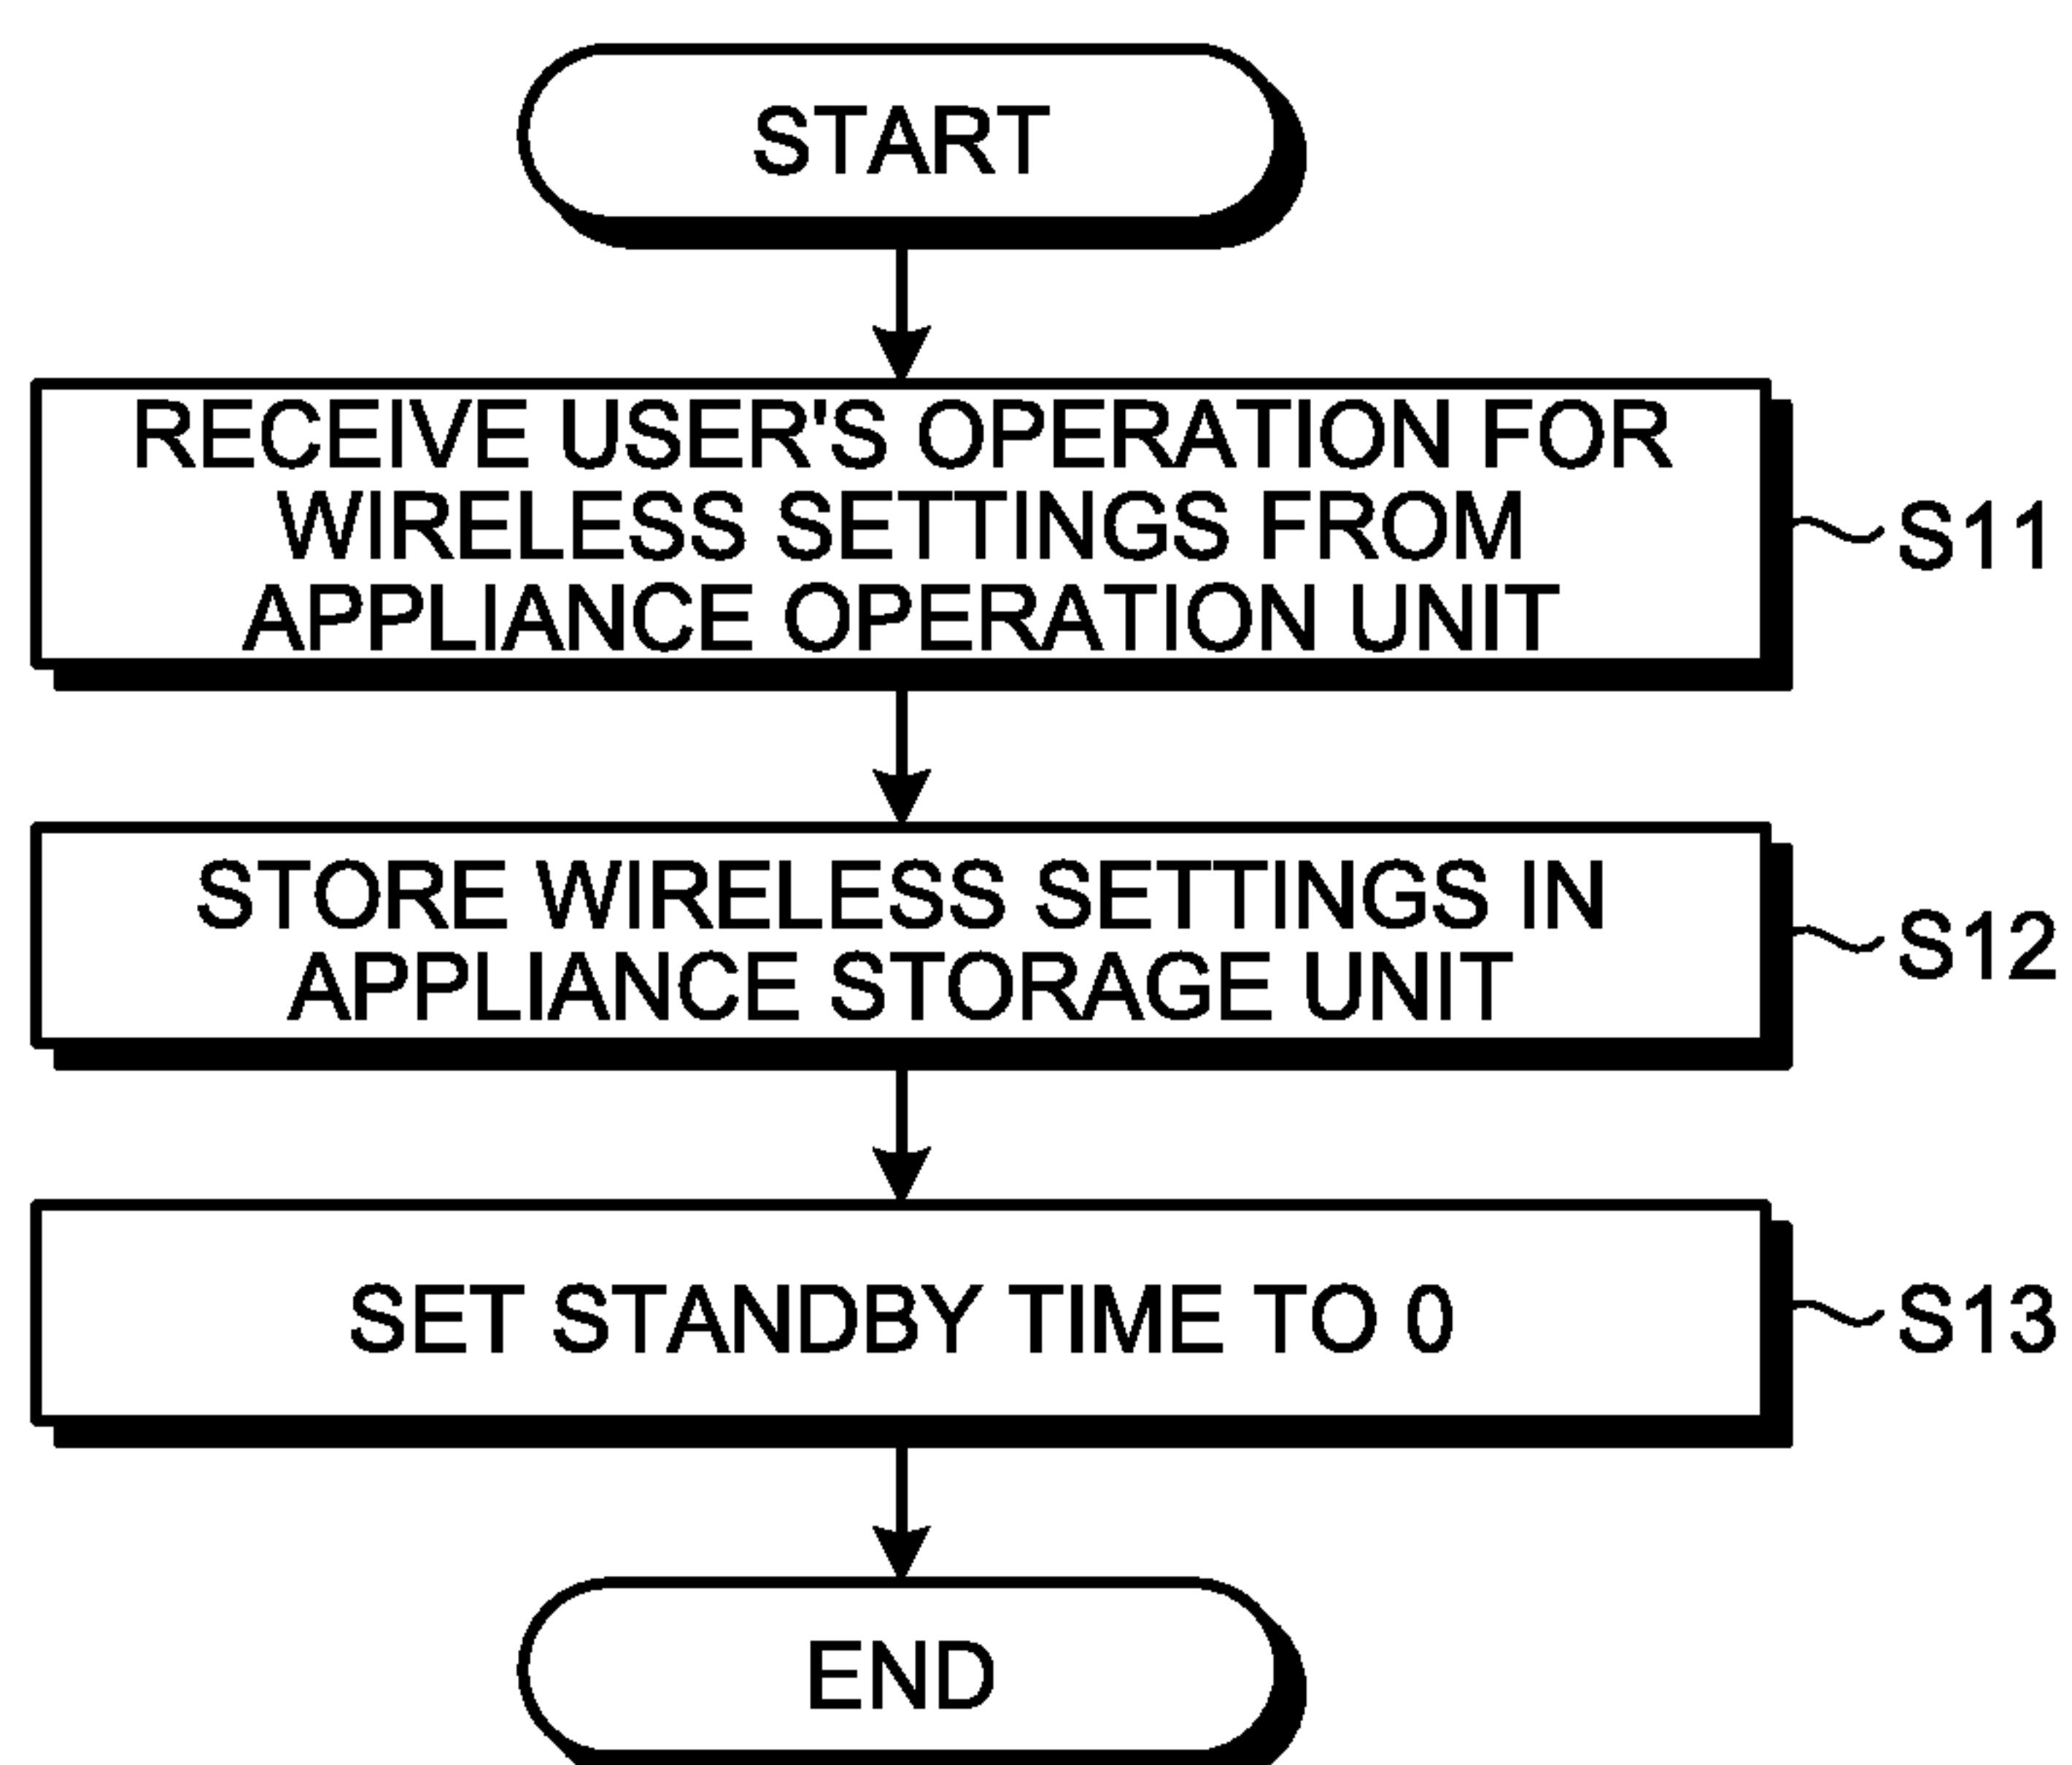 START
RECEIVE USER'S OPERATION FOR
WIRELESS SETTINGS FROM
APPLIANCE OPERATION UNIT
S11
STORE WIRELESS SETTINGS IN
APPLIANCE STORAGE UNIT
S12
SET STANDBY TIME TO 0
S13
END